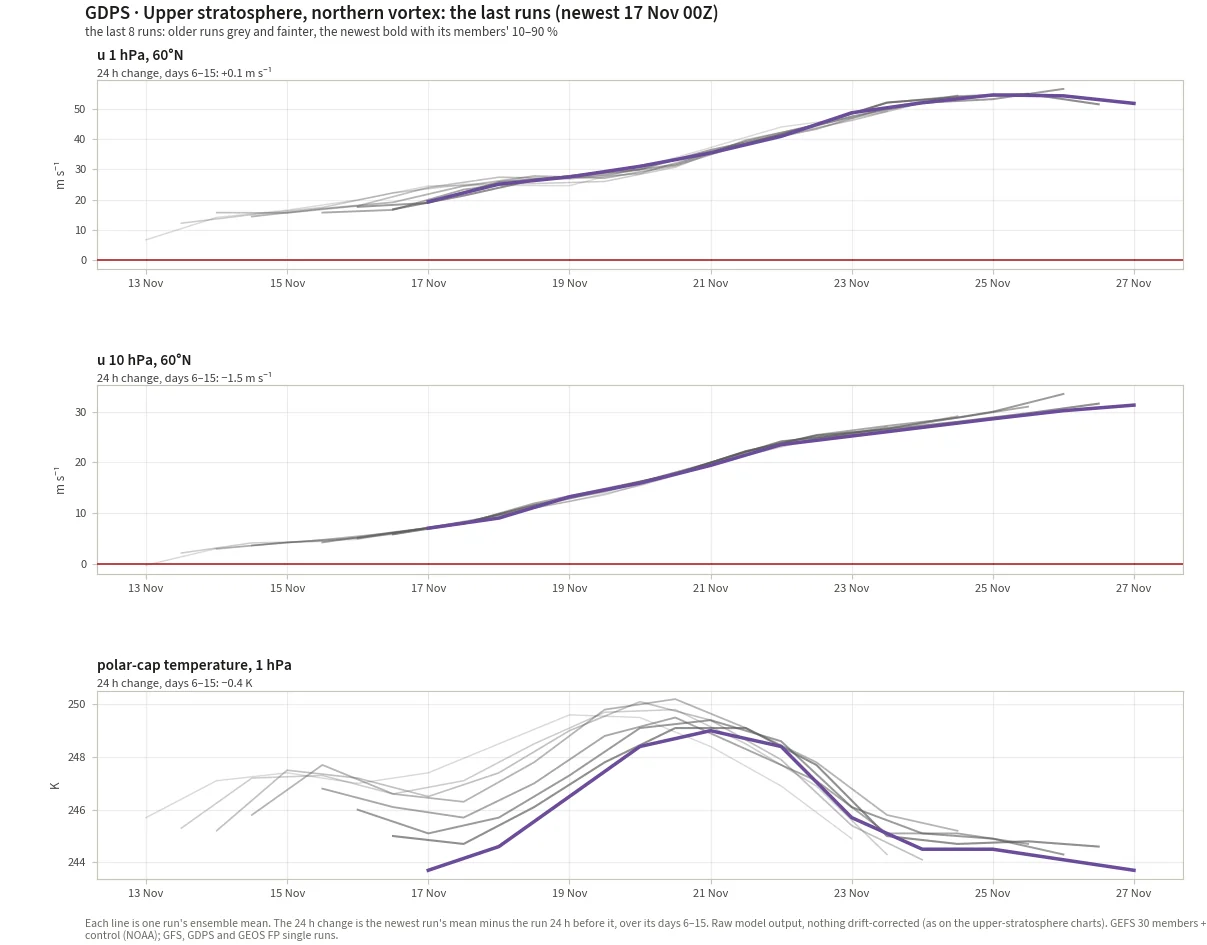 GDPS · Upper stratosphere, northern vortex: the last runs (newest 17 Nov 00Z)
the last 8 runs: older runs grey and fainter, the newest bold with its members' 10–90 %
u 1 hPa, 60°N
24 h change, days 6–15: +0.1 m s⁻¹
50
40
30
20
10
0
m s⁻¹
13 Nov
15 Nov
17 Nov
19 Nov
21 Nov
23 Nov
25 Nov
27 Nov
u 10 hPa, 60°N
24 h change, days 6–15: −1.5 m s⁻¹
30
20
10
0
m s⁻¹
13 Nov
15 Nov
17 Nov
19 Nov
21 Nov
23 Nov
25 Nov
27 Nov
polar-cap temperature, 1 hPa
24 h change, days 6–15: −0.4 K
250
248
246
244
K
13 Nov
15 Nov
17 Nov
19 Nov
21 Nov
23 Nov
25 Nov
27 Nov
Each line is one run's ensemble mean. The 24 h change is the newest run's mean minus the run 24 h before it, over its days 6–15. Raw model output, nothing drift-corrected (as on the upper-stratosphere charts). GEFS 30 members +
control (NOAA); GFS, GDPS and GEOS FP single runs.